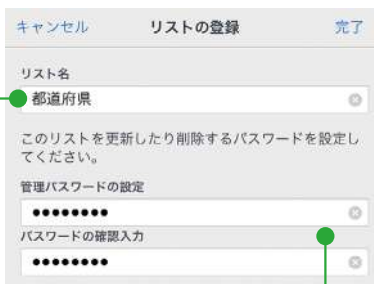 キャンセル リストの登録 完了
リスト名
都道府県
このリストを更新したり削除するパスワードを設定し
てください。
管理パスワードの設定
●●●●●●●●
パスワードの確認入力
●●●●●●●●